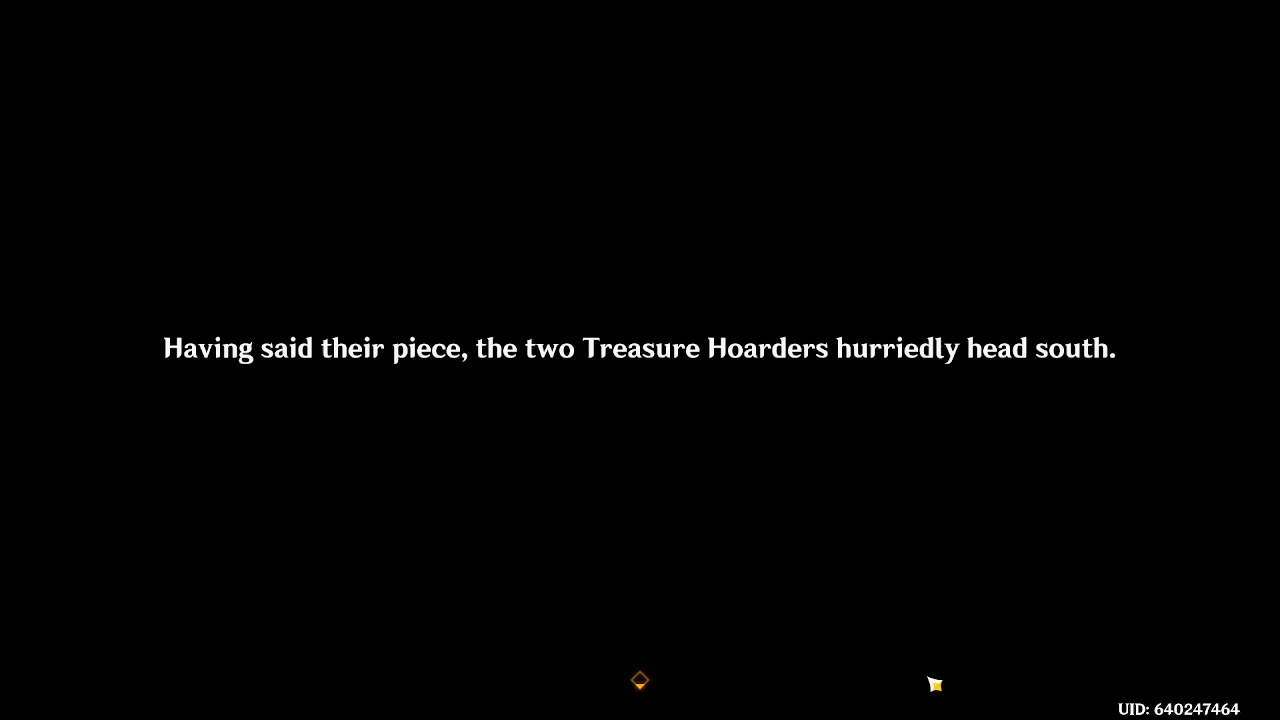 Having said their piece, the two Treasure Hoarders hurriedly head south.
UID: 640247464